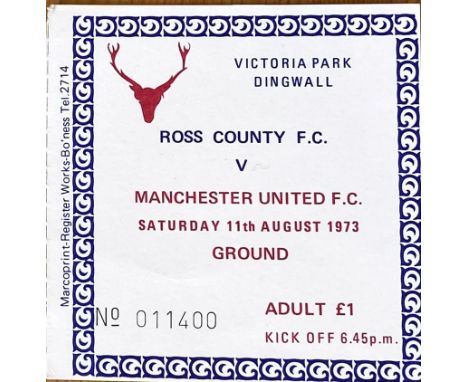 VICTORIA PARK
DINGWALL
ROSS COUNTY F.C.
V
MANCHESTER UNITED F.C.
SATURDAY 11th AUGUST 1973
GROUND
Nº 011400
ADULT £1
KICK OFF 6.45p.m.
Marcoprint-Register Works-Bo'ness Tel.2714